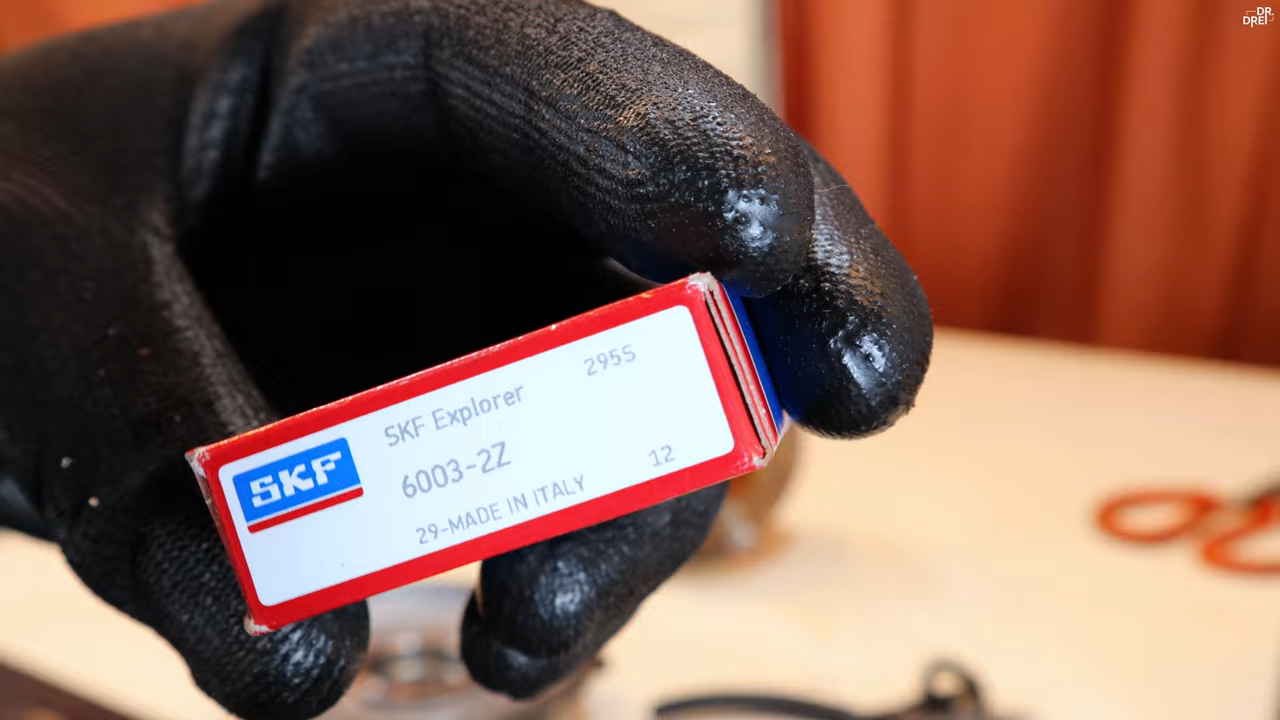 DR.
DREI
2955
SKF Explorer
SKF
6003-2Z
12
29-MADE IN ITALY